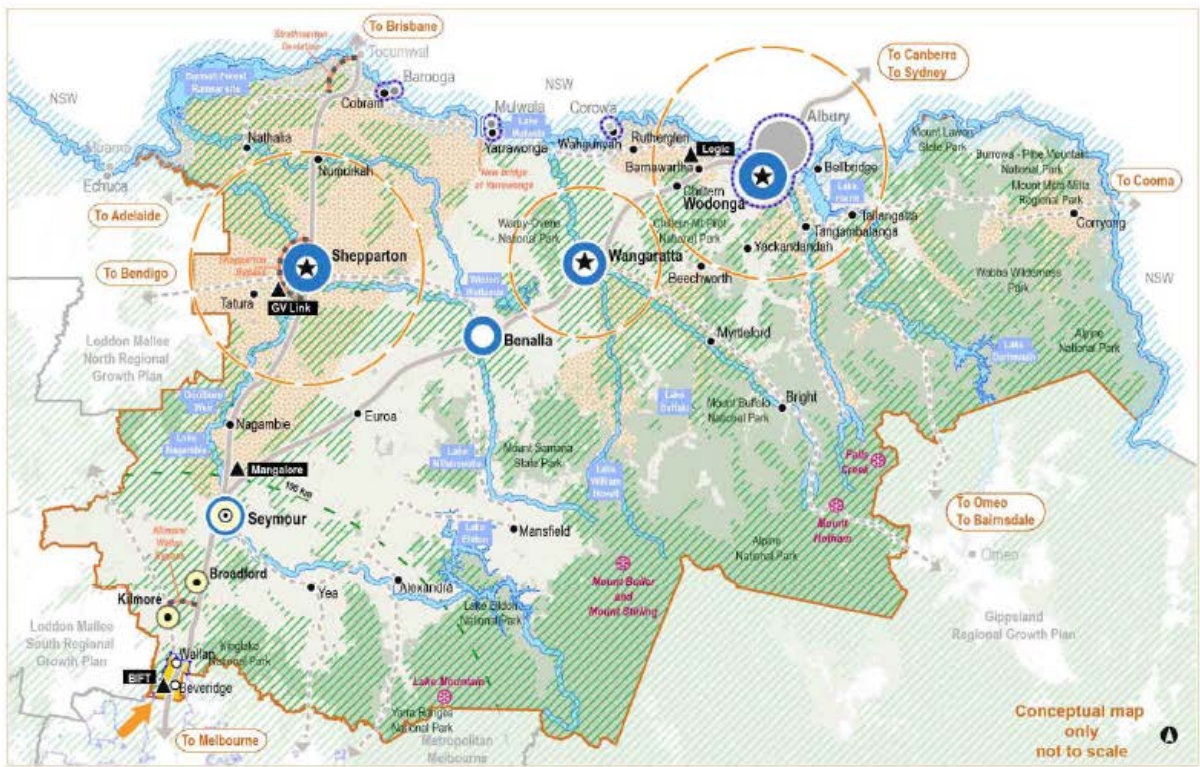 To Brisbane
Strathmerton
Deviation
Tocumwal
To Canberra
To Sydney
Barmah Forest
Ramsar site
Barooga
NSW
NSW
Cobram
Mulwala
Corowa
Albury
Lake
Mulwala
Nathalia
Yarrawonga
Wahgunyah
Rutherglen
Logic
Mount Lawson
State Park
Moama
Numurkah
New bridge
at Yarrawonga
Barnawartha
Bellbridge
Burrowa - Pine Mountain
National Park
Echuca
Chiltern
Wodonga
Lake
Hume
Mount Mitta Mitta
Regional Park
To Cooma
To Adelaide
Warby-Ovens
National Park
Chiltern-Mt Pilot
National Park
Tallangatta
Tangambalanga
Corryong
Shepparton
Shepparton
Bypass
Wangaratta
Yackandandah
To Bendigo
Winton
Wetlands
Beechworth
Wabba Wilderness
Park
NSW
Tatura
GV Link
Benalla
Myrtleford
Loddon Mallee
North Regional
Growth Plan
Lake
Dartmouth
Alpine
National Park
Goulburn
Weir
Lake
Buffalo
Mount Buffalo
National Park
Bright
Nagambie
Euroa
Lake
Nagambie
Mount Samaria
State Park
Lake
Nillahcootie
Falls
Creek
Mangalore
Lake
William
Hovell
100 km
Seymour
Mount
Hotham
To Omeo
To Bairnsdale
Lake
Eildon
Mansfield
Alpine
National Park
Omeo
Kilmore
Wallan
Bypass
Broadford
Mount Buller
and
Mount Stirling
Kilmore
Yea
Alexandra
Lake Eildon
National Park
Gippsland
Regional Growth Plan
Loddon Mallee
South Regional
Growth Plan
Wallan
Kinglake
National Park
BIFT
Beveridge
Lake Mountain
Yarra Ranges
National Park
To Melbourne
Metropolitan
Melbourne
Conceptual map
only
not to scale